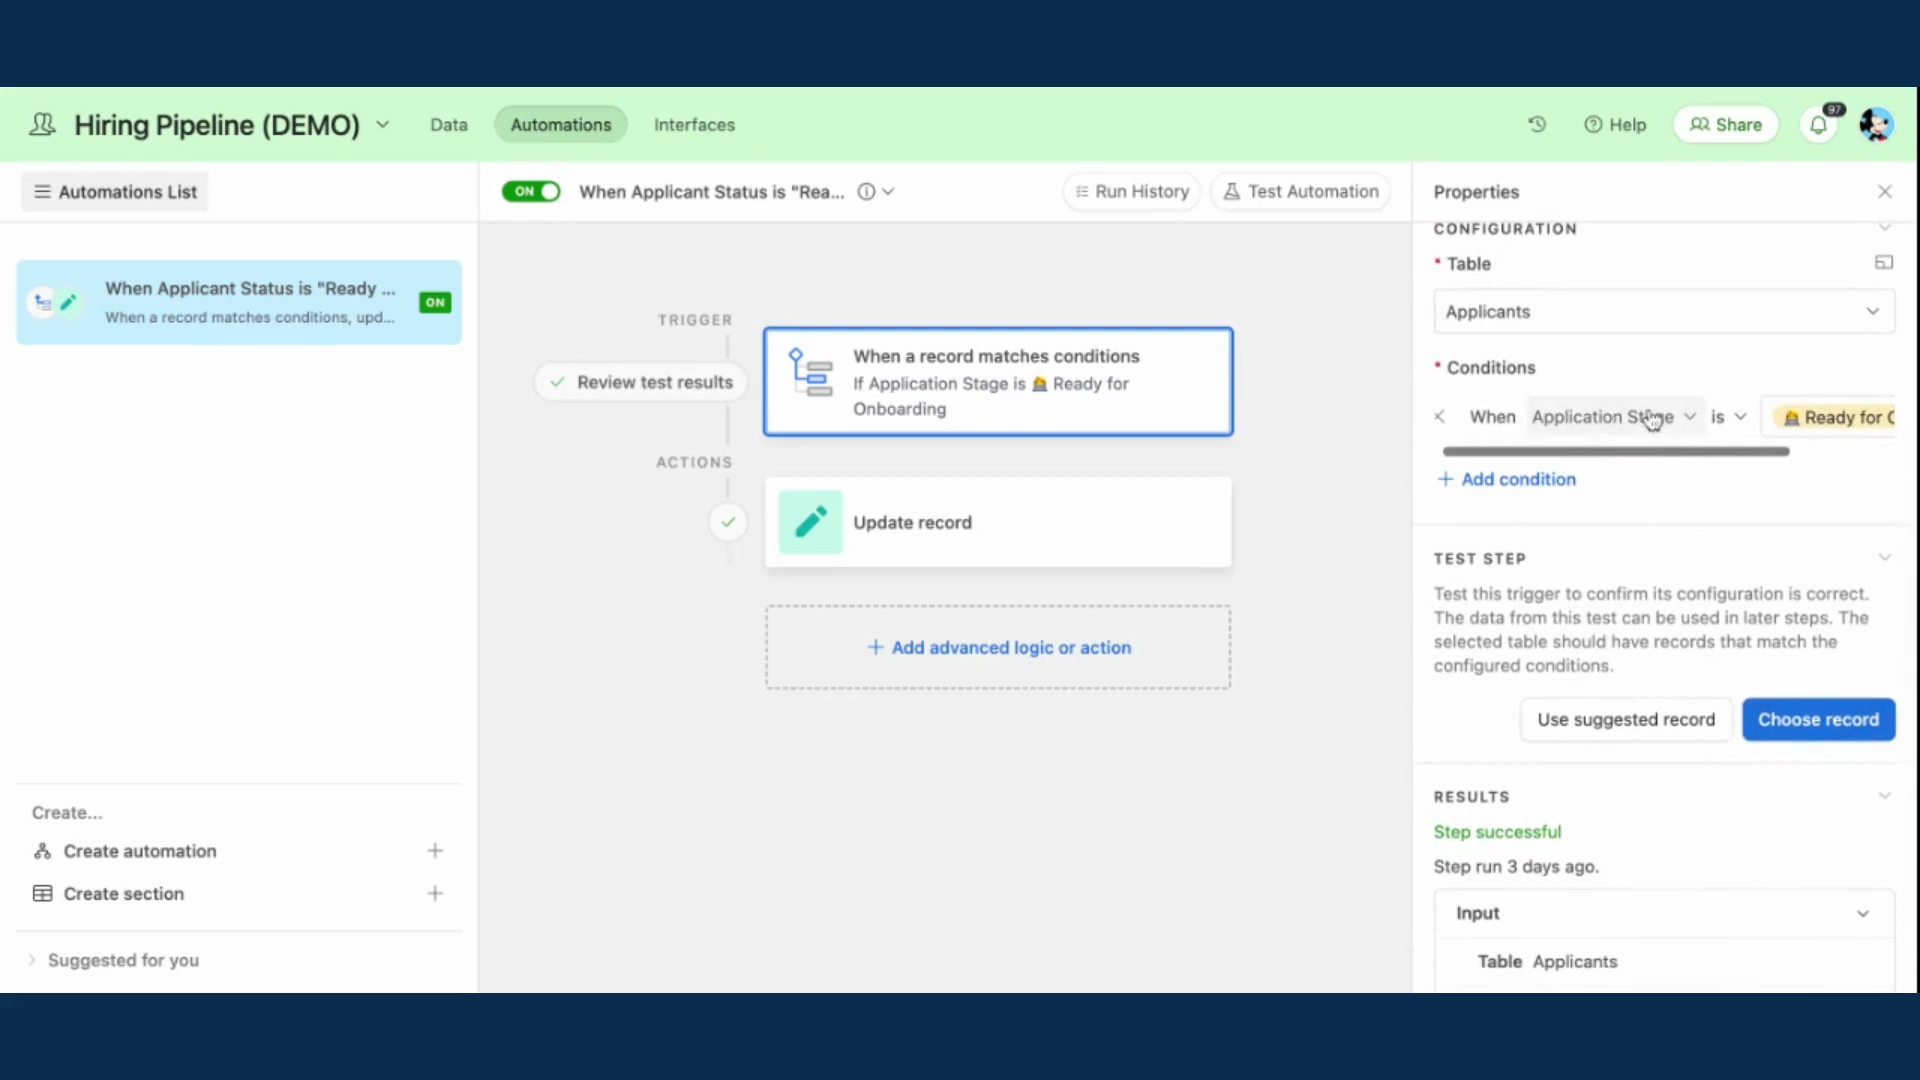 Hiring Pipeline (DEMO)
Data
Automations
Interfaces
Help
Share
97
Automations List
ON
When Applicant Status is "Rea...
Run History
Test Automation
Properties
When Applicant Status is "Ready ...
When a record matches conditions, upd...
ON
TRIGGER
Review test results
When a record matches conditions
If Application Stage is 🙋 Ready for
Onboarding
ACTIONS
Update record
+ Add advanced logic or action
CONFIGURATION
* Table
Applicants
* Conditions
When Application Stage is Ready for
+ Add condition
TEST STEP
Test this trigger to confirm its configuration is correct.
The data from this test can be used in later steps. The
selected table should have records that match the
configured conditions.
Use suggested record
Choose record
RESULTS
Step successful
Step run 3 days ago.
Input
Table Applicants
Create...
Create automation +
Create section +
Suggested for you